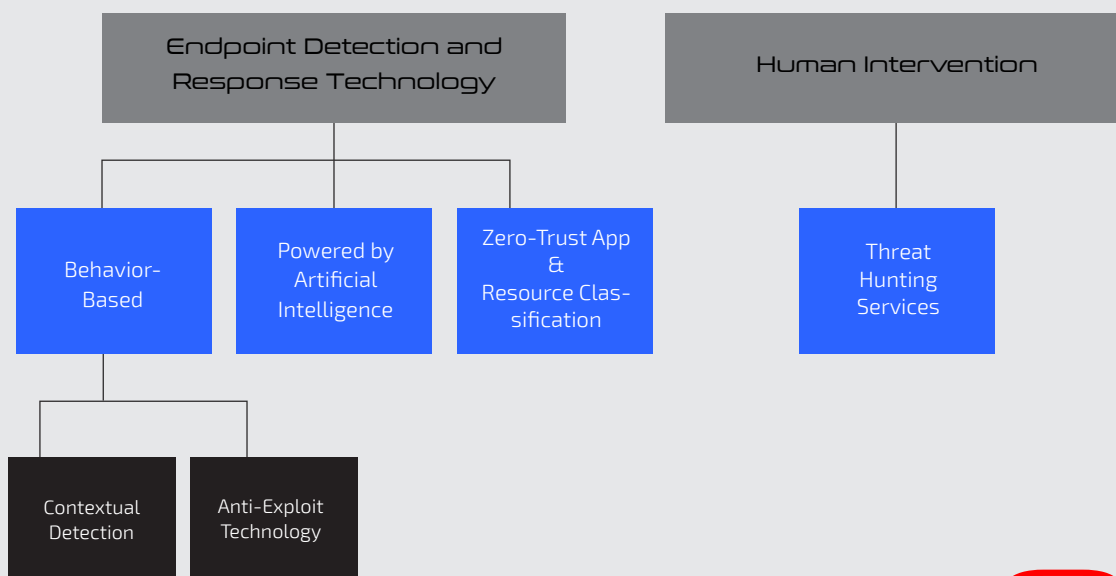 Endpoint Detection and
Response Technology
Human Intervention
Behavior-
Based
Powered by
Artificial
Intelligence
Zero-Trust App
&
Resource Clas-
sification
Threat
Hunting
Services
Contextual
Detection
Anti-Exploit
Technology